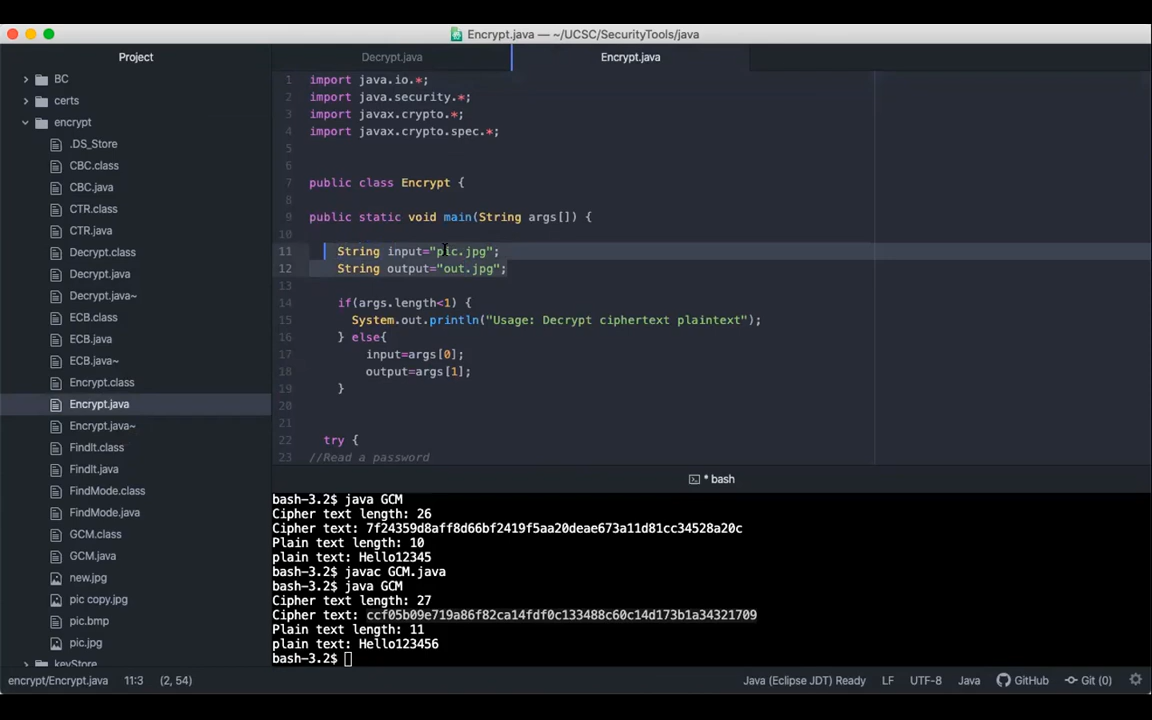 Encrypt.java — ~/UCSC/SecurityTools/java
Project
Decrypt.java
Encrypt.java
BC
certs
encrypt
.DS_Store
CBC.class
CBC.java
CTR.class
CTR.java
Decrypt.class
Decrypt.java
Decrypt.java~
ECB.class
ECB.java
ECB.java~
Encrypt.class
Encrypt.java
Encrypt.java~
FindIt.class
FindIt.java
FindMode.class
FindMode.java
GCM.class
GCM.java
new.jpg
pic copy.jpg
pic.bmp
pic.jpg
keyStore
1 import java.io.*;
2 import java.security.*;
3 import javax.crypto.*;
4 import javax.crypto.spec.*;
5
6
7 public class Encrypt {
8
9 public static void main(String args[]) {
10
11 String input="pic.jpg";
12 String output="out.jpg";
13
14 if(args.length<1) {
15 System.out.println("Usage: Decrypt ciphertext plaintext");
16 } else{
17 input=args[0];
18 output=args[1];
19 }
20
21
22 try {
23 //Read a password
* bash
bash-3.2$ java GCM
Cipher text length: 26
Cipher text: 7f24359d8aff8d66bf2419f5aa20deae673a11d81cc34528a20c
Plain text length: 10
plain text: Hello12345
bash-3.2$ javac GCM.java
bash-3.2$ java GCM
Cipher text length: 27
Cipher text: ccf05b09e719a86f82ca14fdf0c133488c60c14d173b1a34321709
Plain text length: 11
plain text: Hello123456
bash-3.2$
encrypt/Encrypt.java 11:3 (2, 54) Java (Eclipse JDT) Ready LF UTF-8 Java GitHub Git (0)